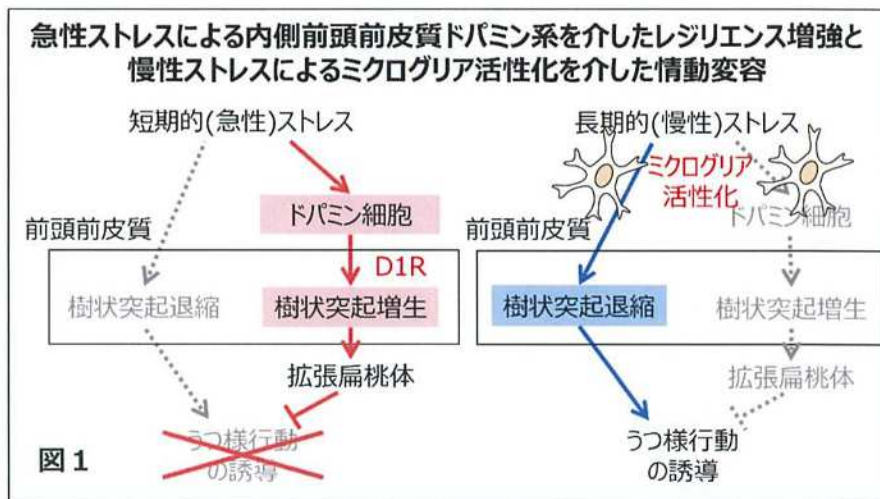 急性ストレスによる内側前頭前皮質ドパミン系を介したレジリエンス増強と
慢性ストレスによるミクログリア活性化を介した情動変容
短期的(急性)ストレス
ドパミン細胞
前頭前皮質
D1R
樹状突起退縮
樹状突起増生
拡張扁桃体
うつ様行動
の誘導
図1
長期的(慢性)ストレス
ミクログリア
活性化
ドパミン細胞
前頭前皮質
樹状突起退縮
樹状突起増生
拡張扁桃体
うつ様行動
の誘導